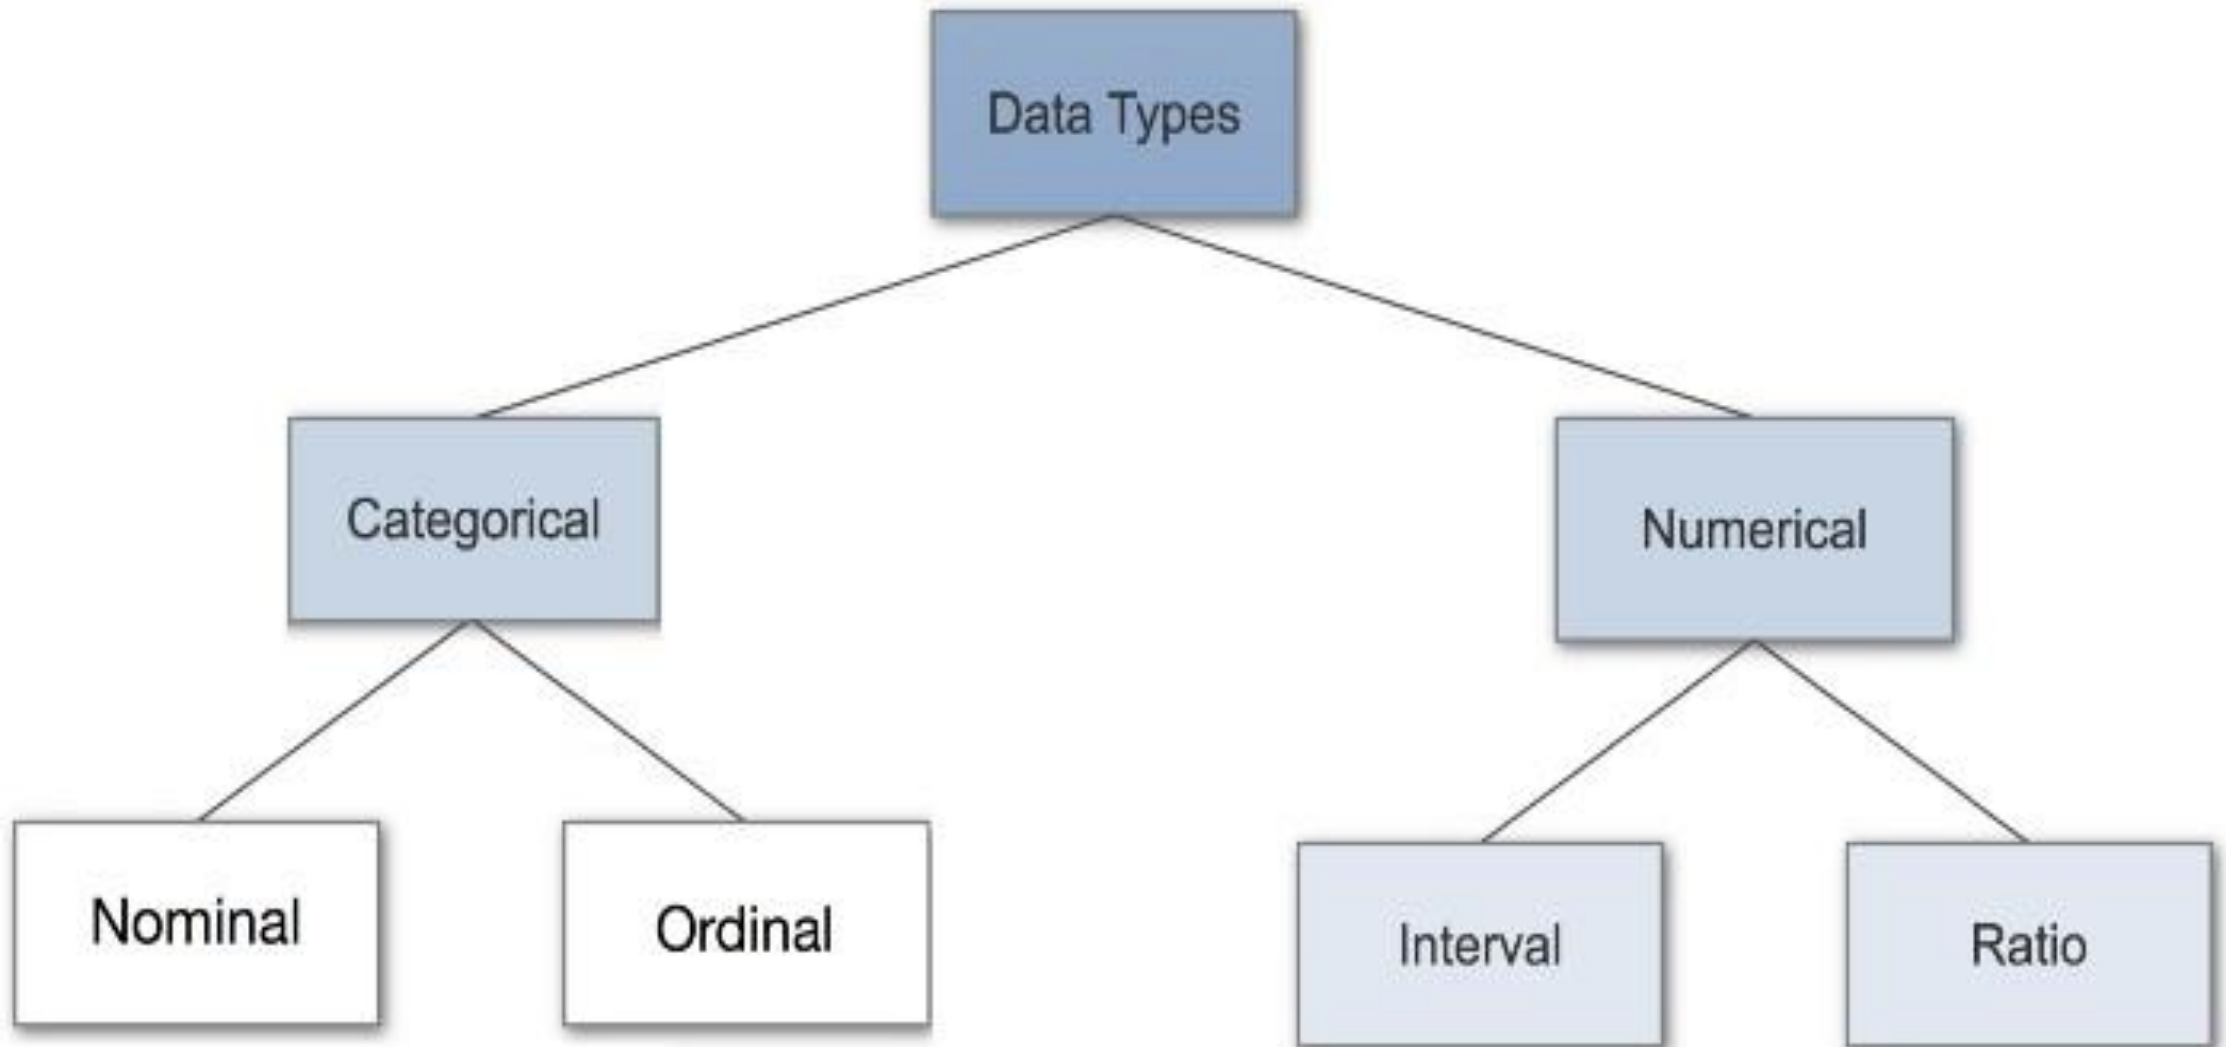 Data Types
Categorical
Numerical
Nominal
Ordinal
Interval
Ratio